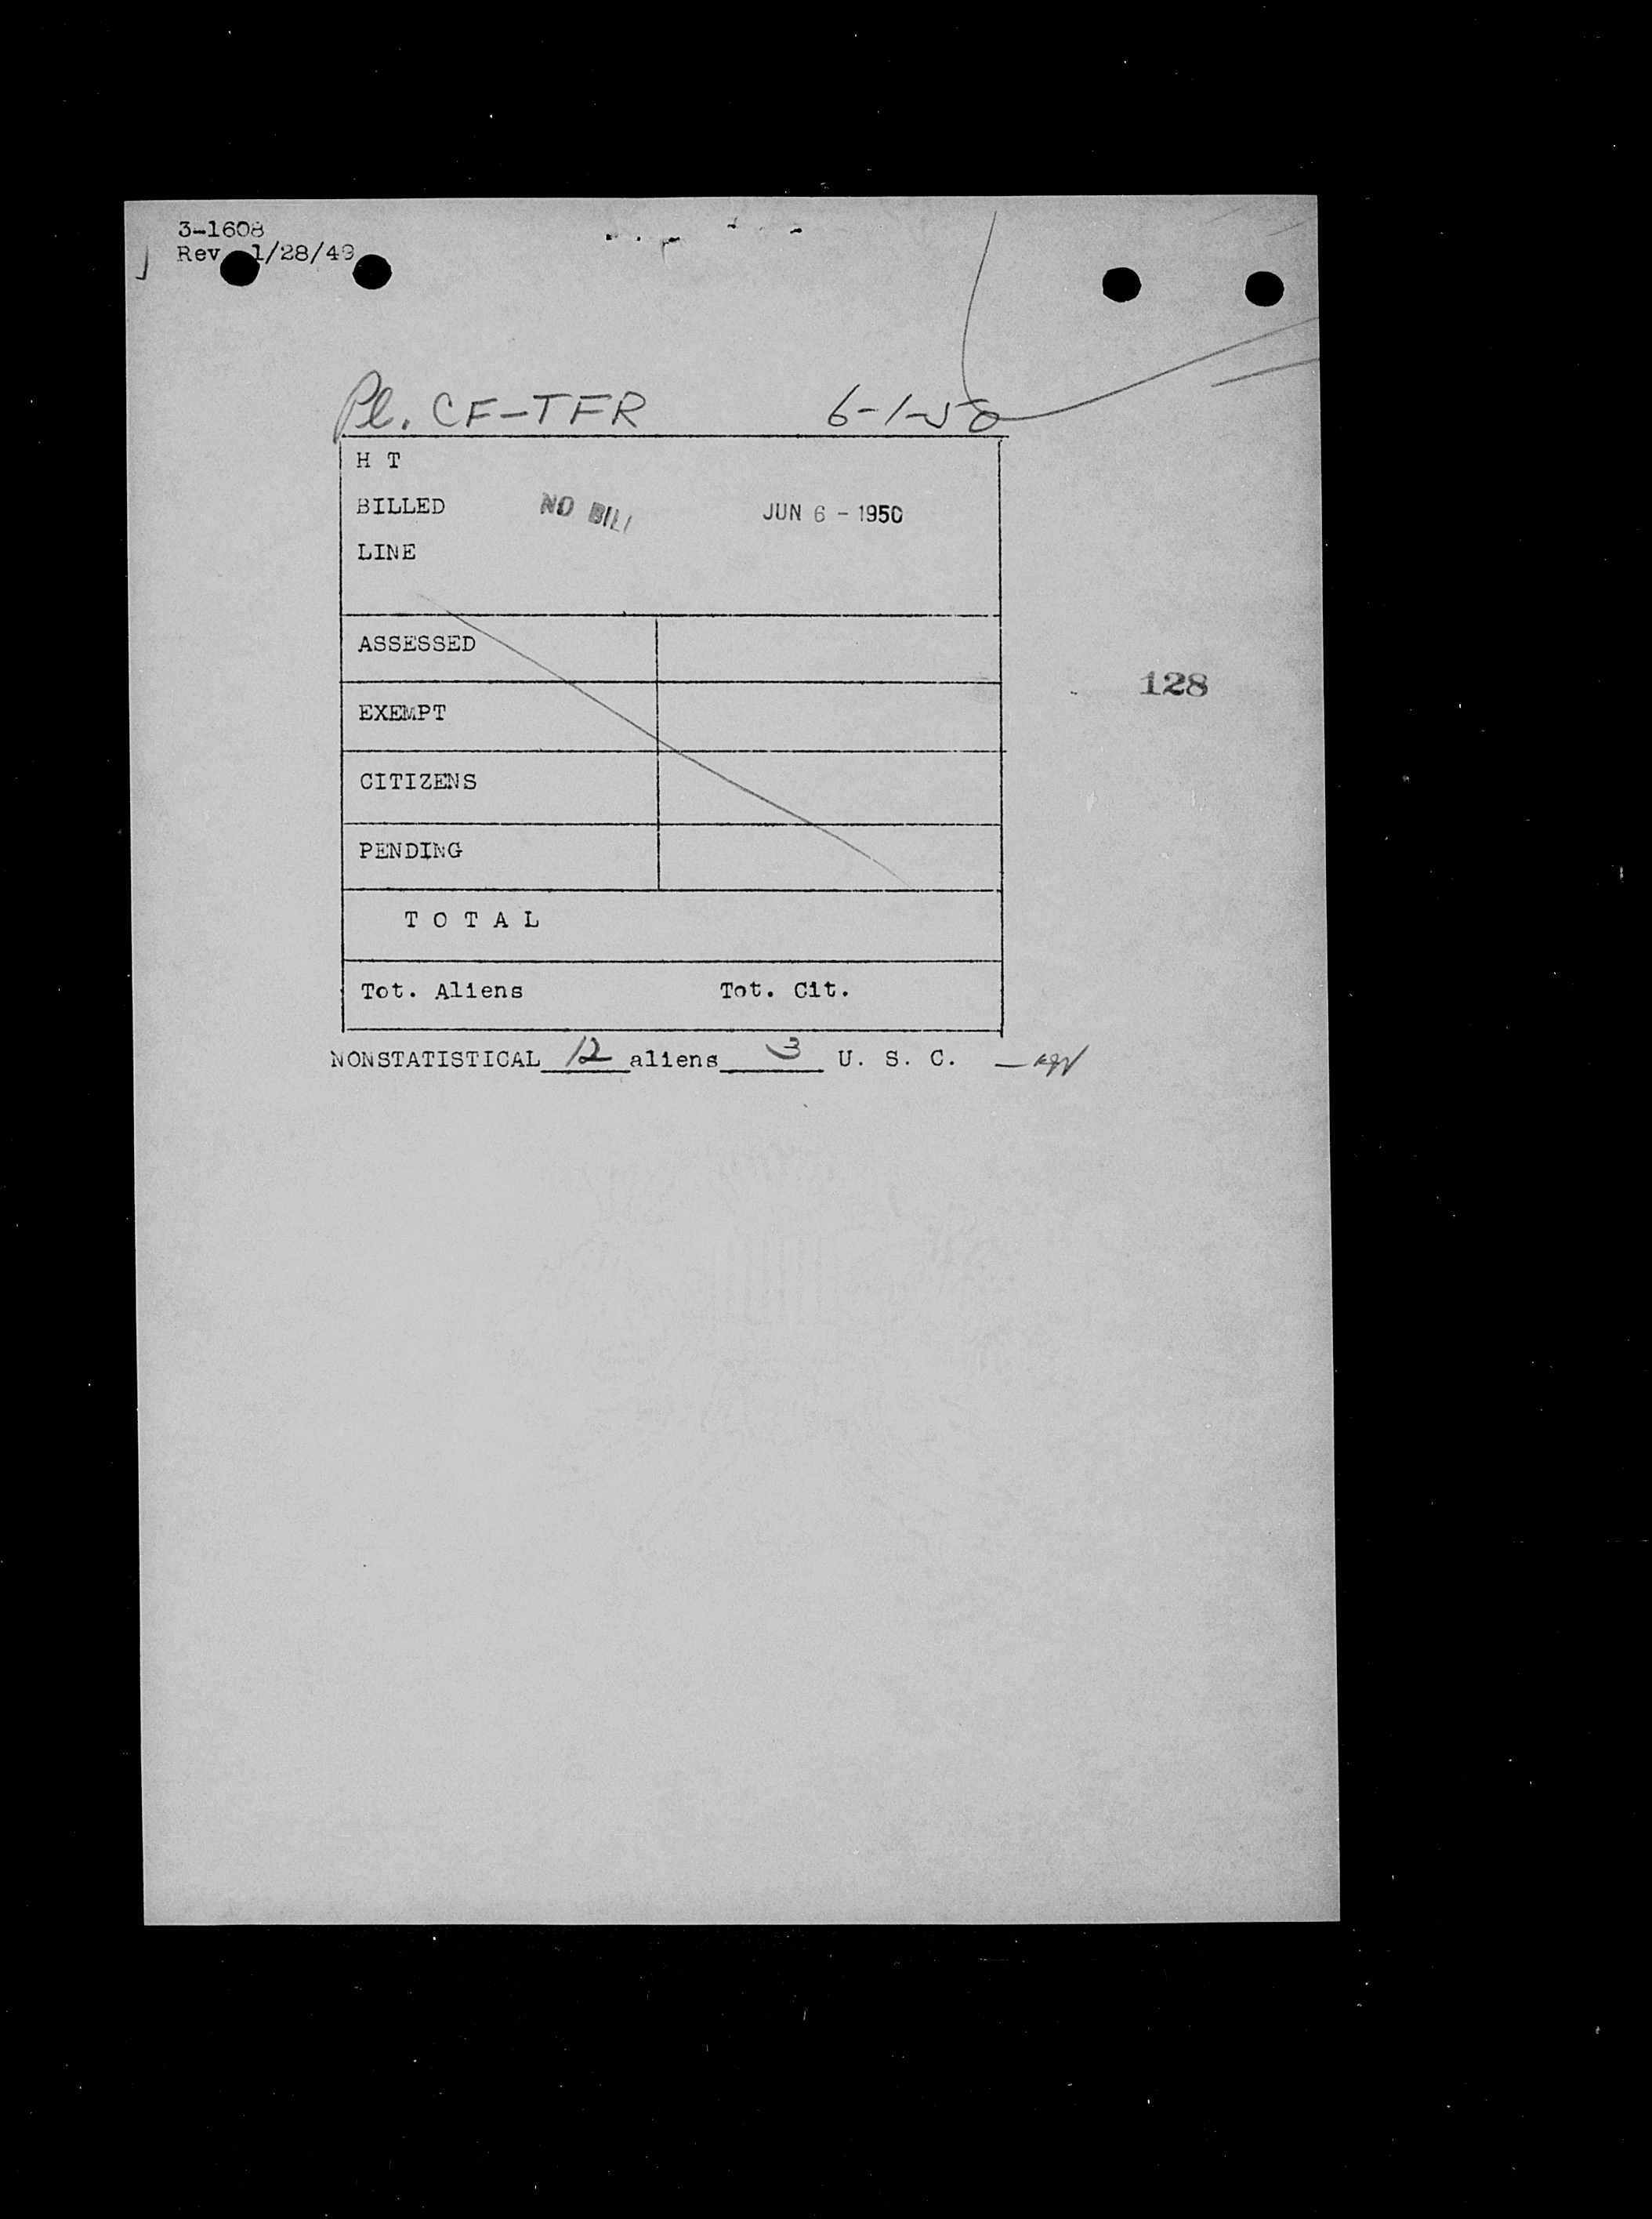 3-1608
Rev. 1/28/49
Pl. CF-TFR 6-1-50
H T
BILLED NO BILL JUN 6 - 1950
LINE
ASSESSED
128
EXEMPT
CITIZENS
PENDING
T O T A L
Tot. Aliens Tot. Cit.
NONSTATISTICAL 12 aliens 3 U. S. C.